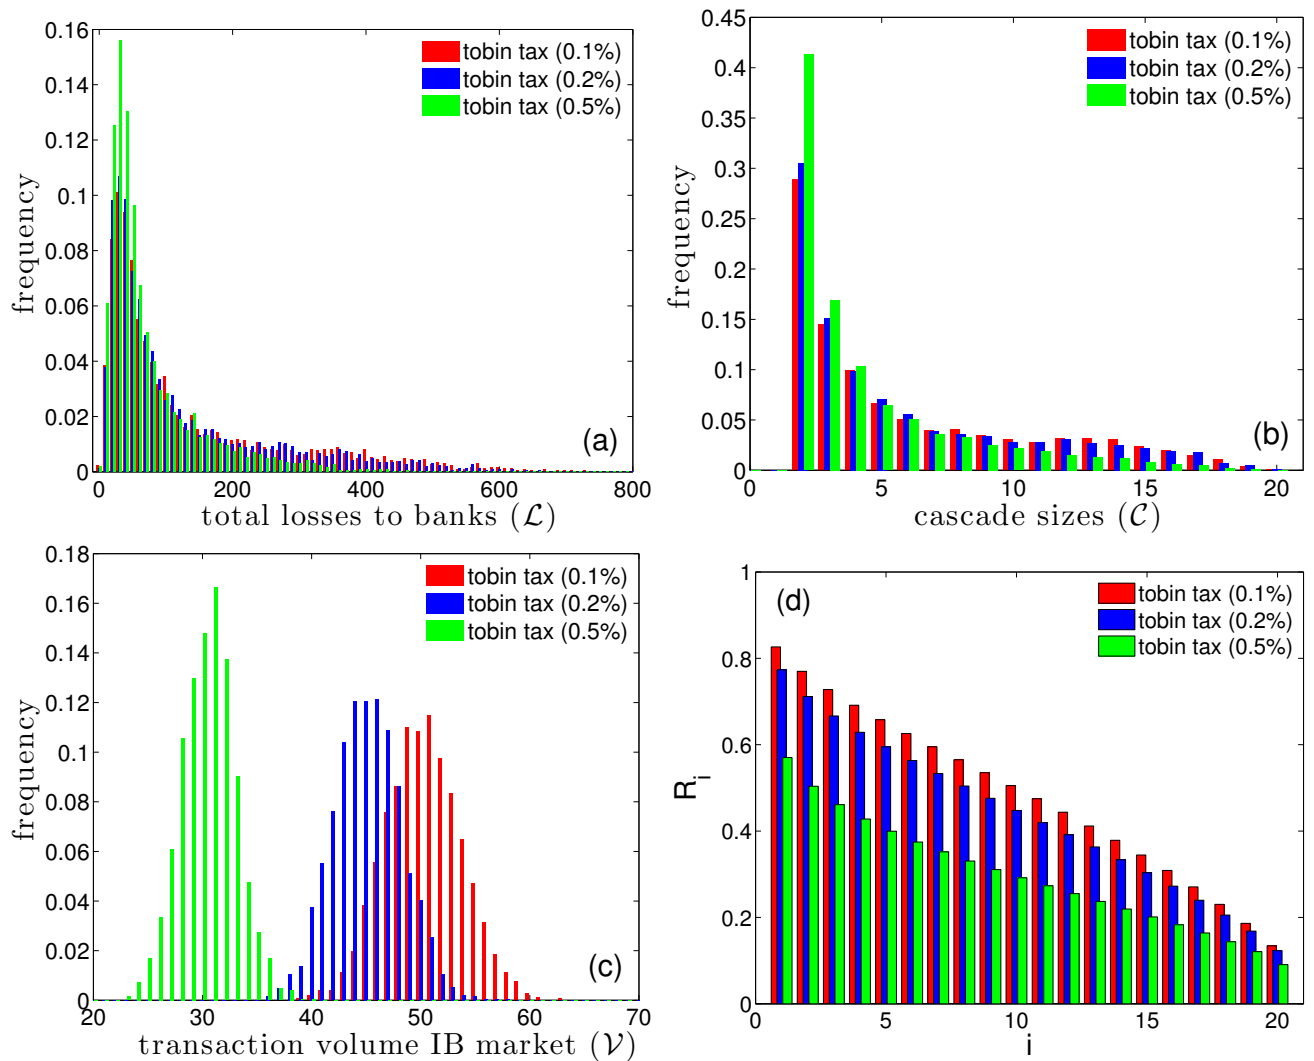 0.16
0.14
0.12
0.1
0.08
0.06
0.04
0.02
0
frequency
tobin tax (0.1%)
tobin tax (0.2%)
tobin tax (0.5%)
(a)
0 200 400 600 800
total losses to banks (𝓛)
0.45
0.4
0.35
0.3
0.25
0.2
0.15
0.1
0.05
0
frequency
tobin tax (0.1%)
tobin tax (0.2%)
tobin tax (0.5%)
(b)
0 5 10 15 20
cascade sizes (𝓒)
0.18
0.16
0.14
0.12
0.1
0.08
0.06
0.04
0.02
0
frequency
tobin tax (0.1%)
tobin tax (0.2%)
tobin tax (0.5%)
(c)
20 30 40 50 60 70
transaction volume IB market (𝓥)
1
0.8
0.6
0.4
0.2
0
R_i
(d)
tobin tax (0.1%)
tobin tax (0.2%)
tobin tax (0.5%)
0 5 10 15 20
i